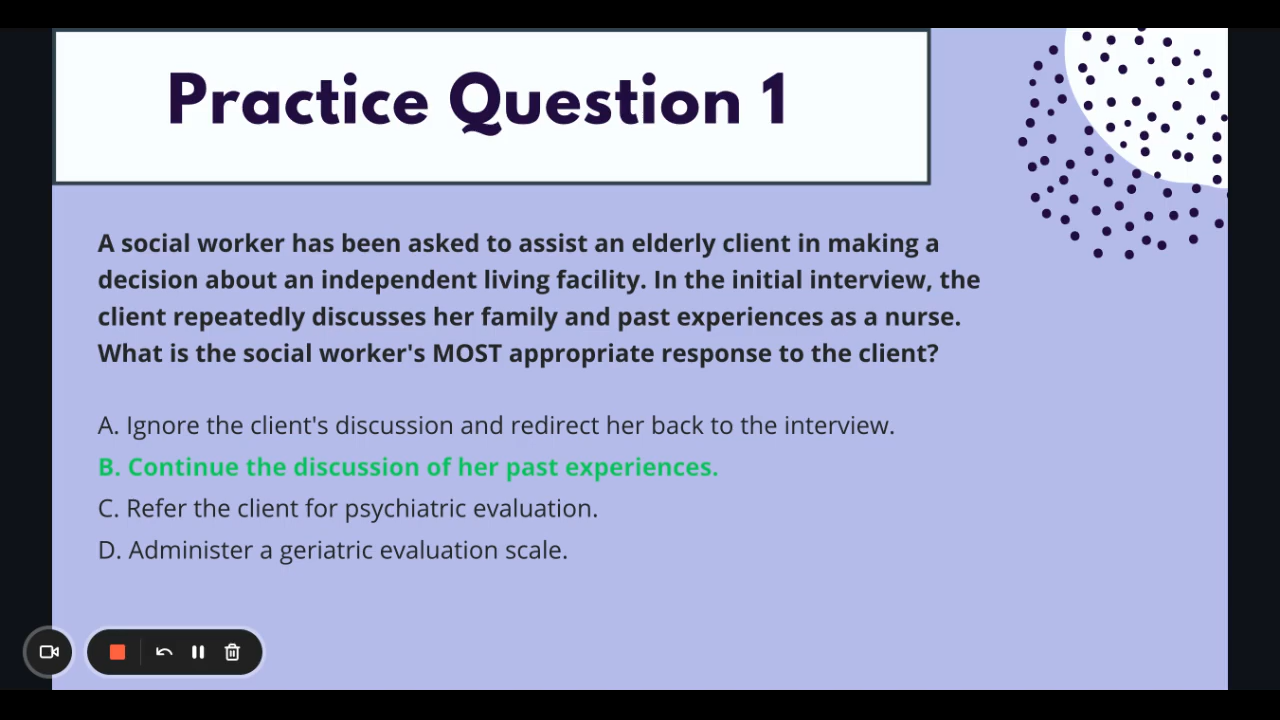 Practice Question 1
A social worker has been asked to assist an elderly client in making a
decision about an independent living facility. In the initial interview, the
client repeatedly discusses her family and past experiences as a nurse.
What is the social worker's MOST appropriate response to the client?
A. Ignore the client's discussion and redirect her back to the interview.
B. Continue the discussion of her past experiences.
C. Refer the client for psychiatric evaluation.
D. Administer a geriatric evaluation scale.